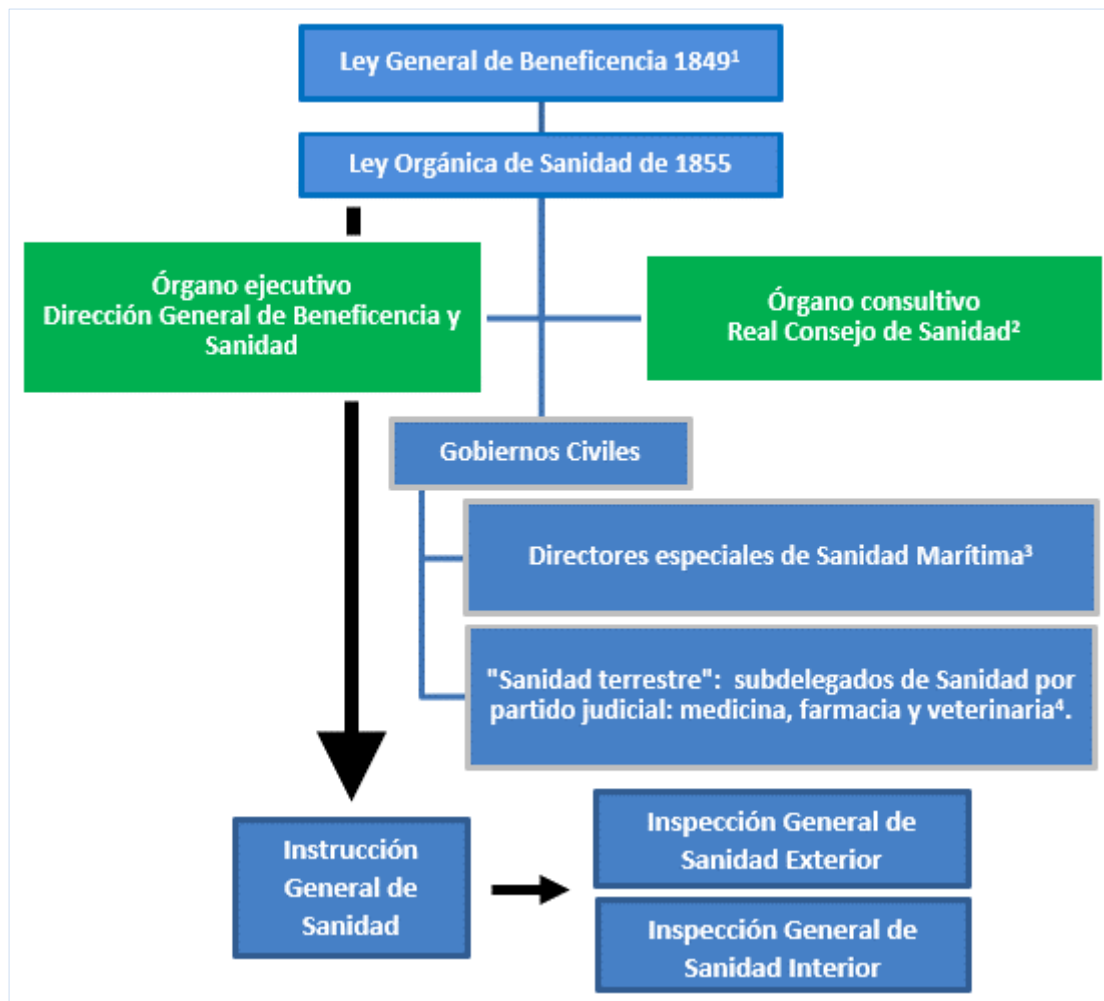 Ley General de Beneficencia 1849¹
Ley Orgánica de Sanidad de 1855
Órgano ejecutivo
Dirección General de Beneficencia y
Sanidad
Órgano consultivo
Real Consejo de Sanidad²
Gobiernos Civiles
Directores especiales de Sanidad Marítima³
"Sanidad terrestre": subdelegados de Sanidad por
partido judicial: medicina, farmacia y veterinaria⁴.
Instrucción
General de
Sanidad
Inspección General de
Sanidad Exterior
Inspección General de
Sanidad Interior